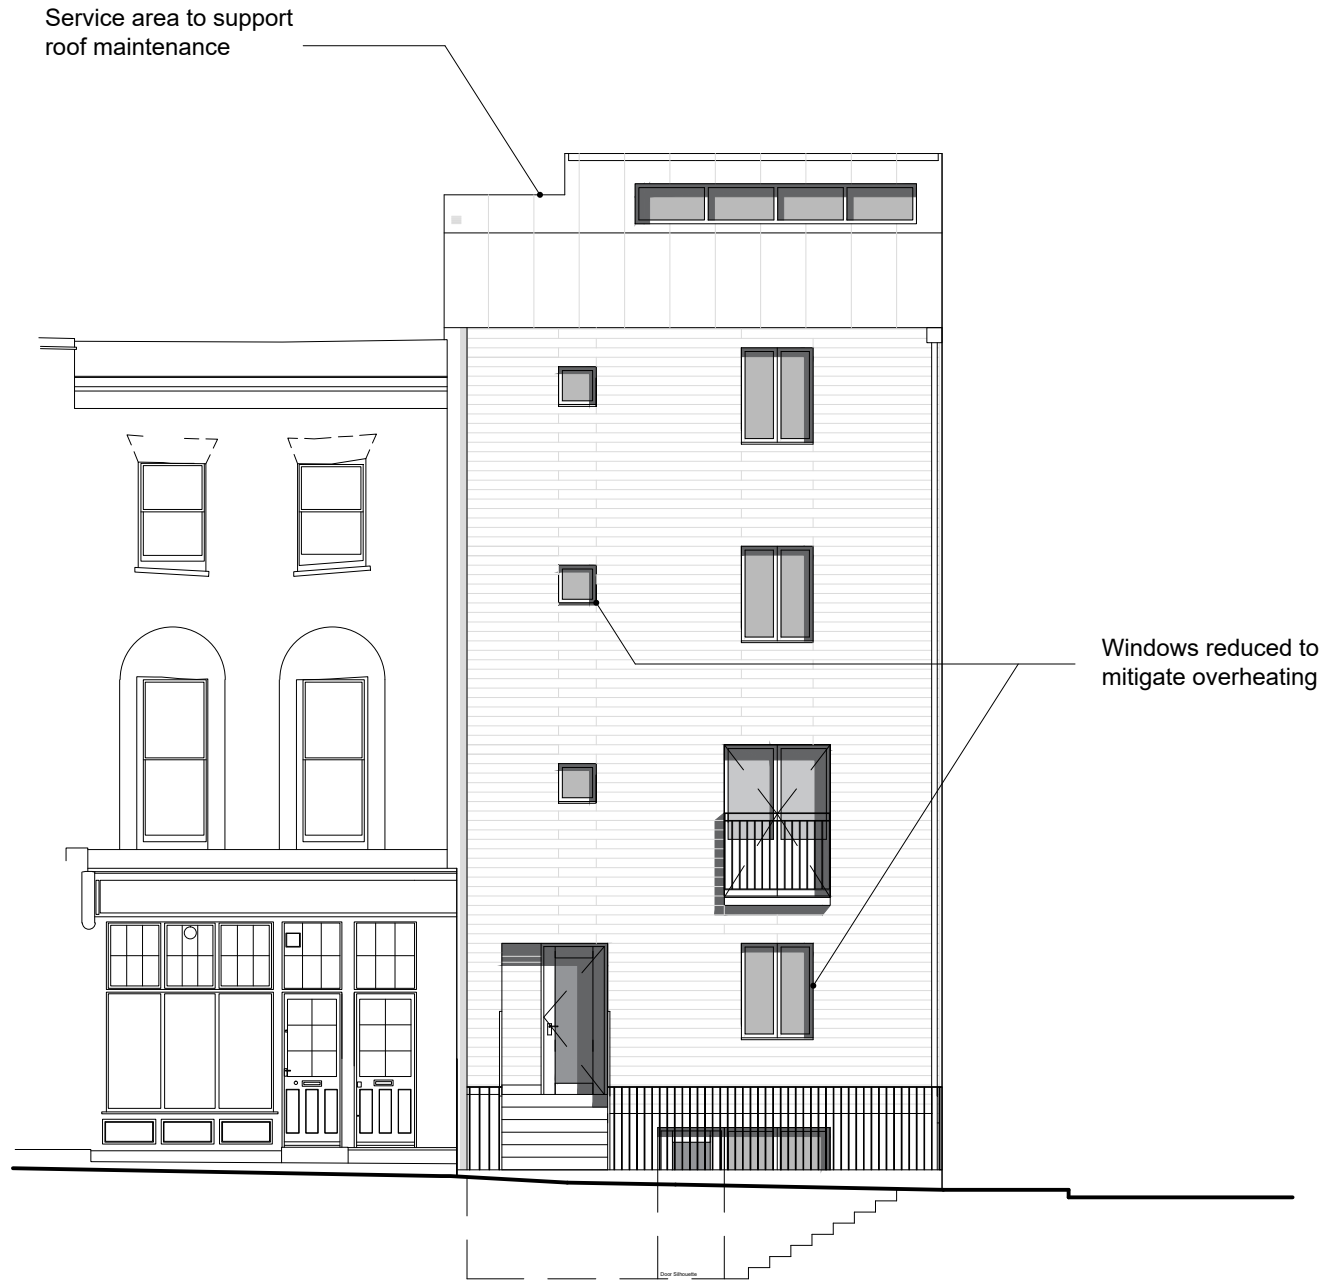 Service area to support
roof maintenance
Windows reduced to
mitigate overheating
Door Silhouette